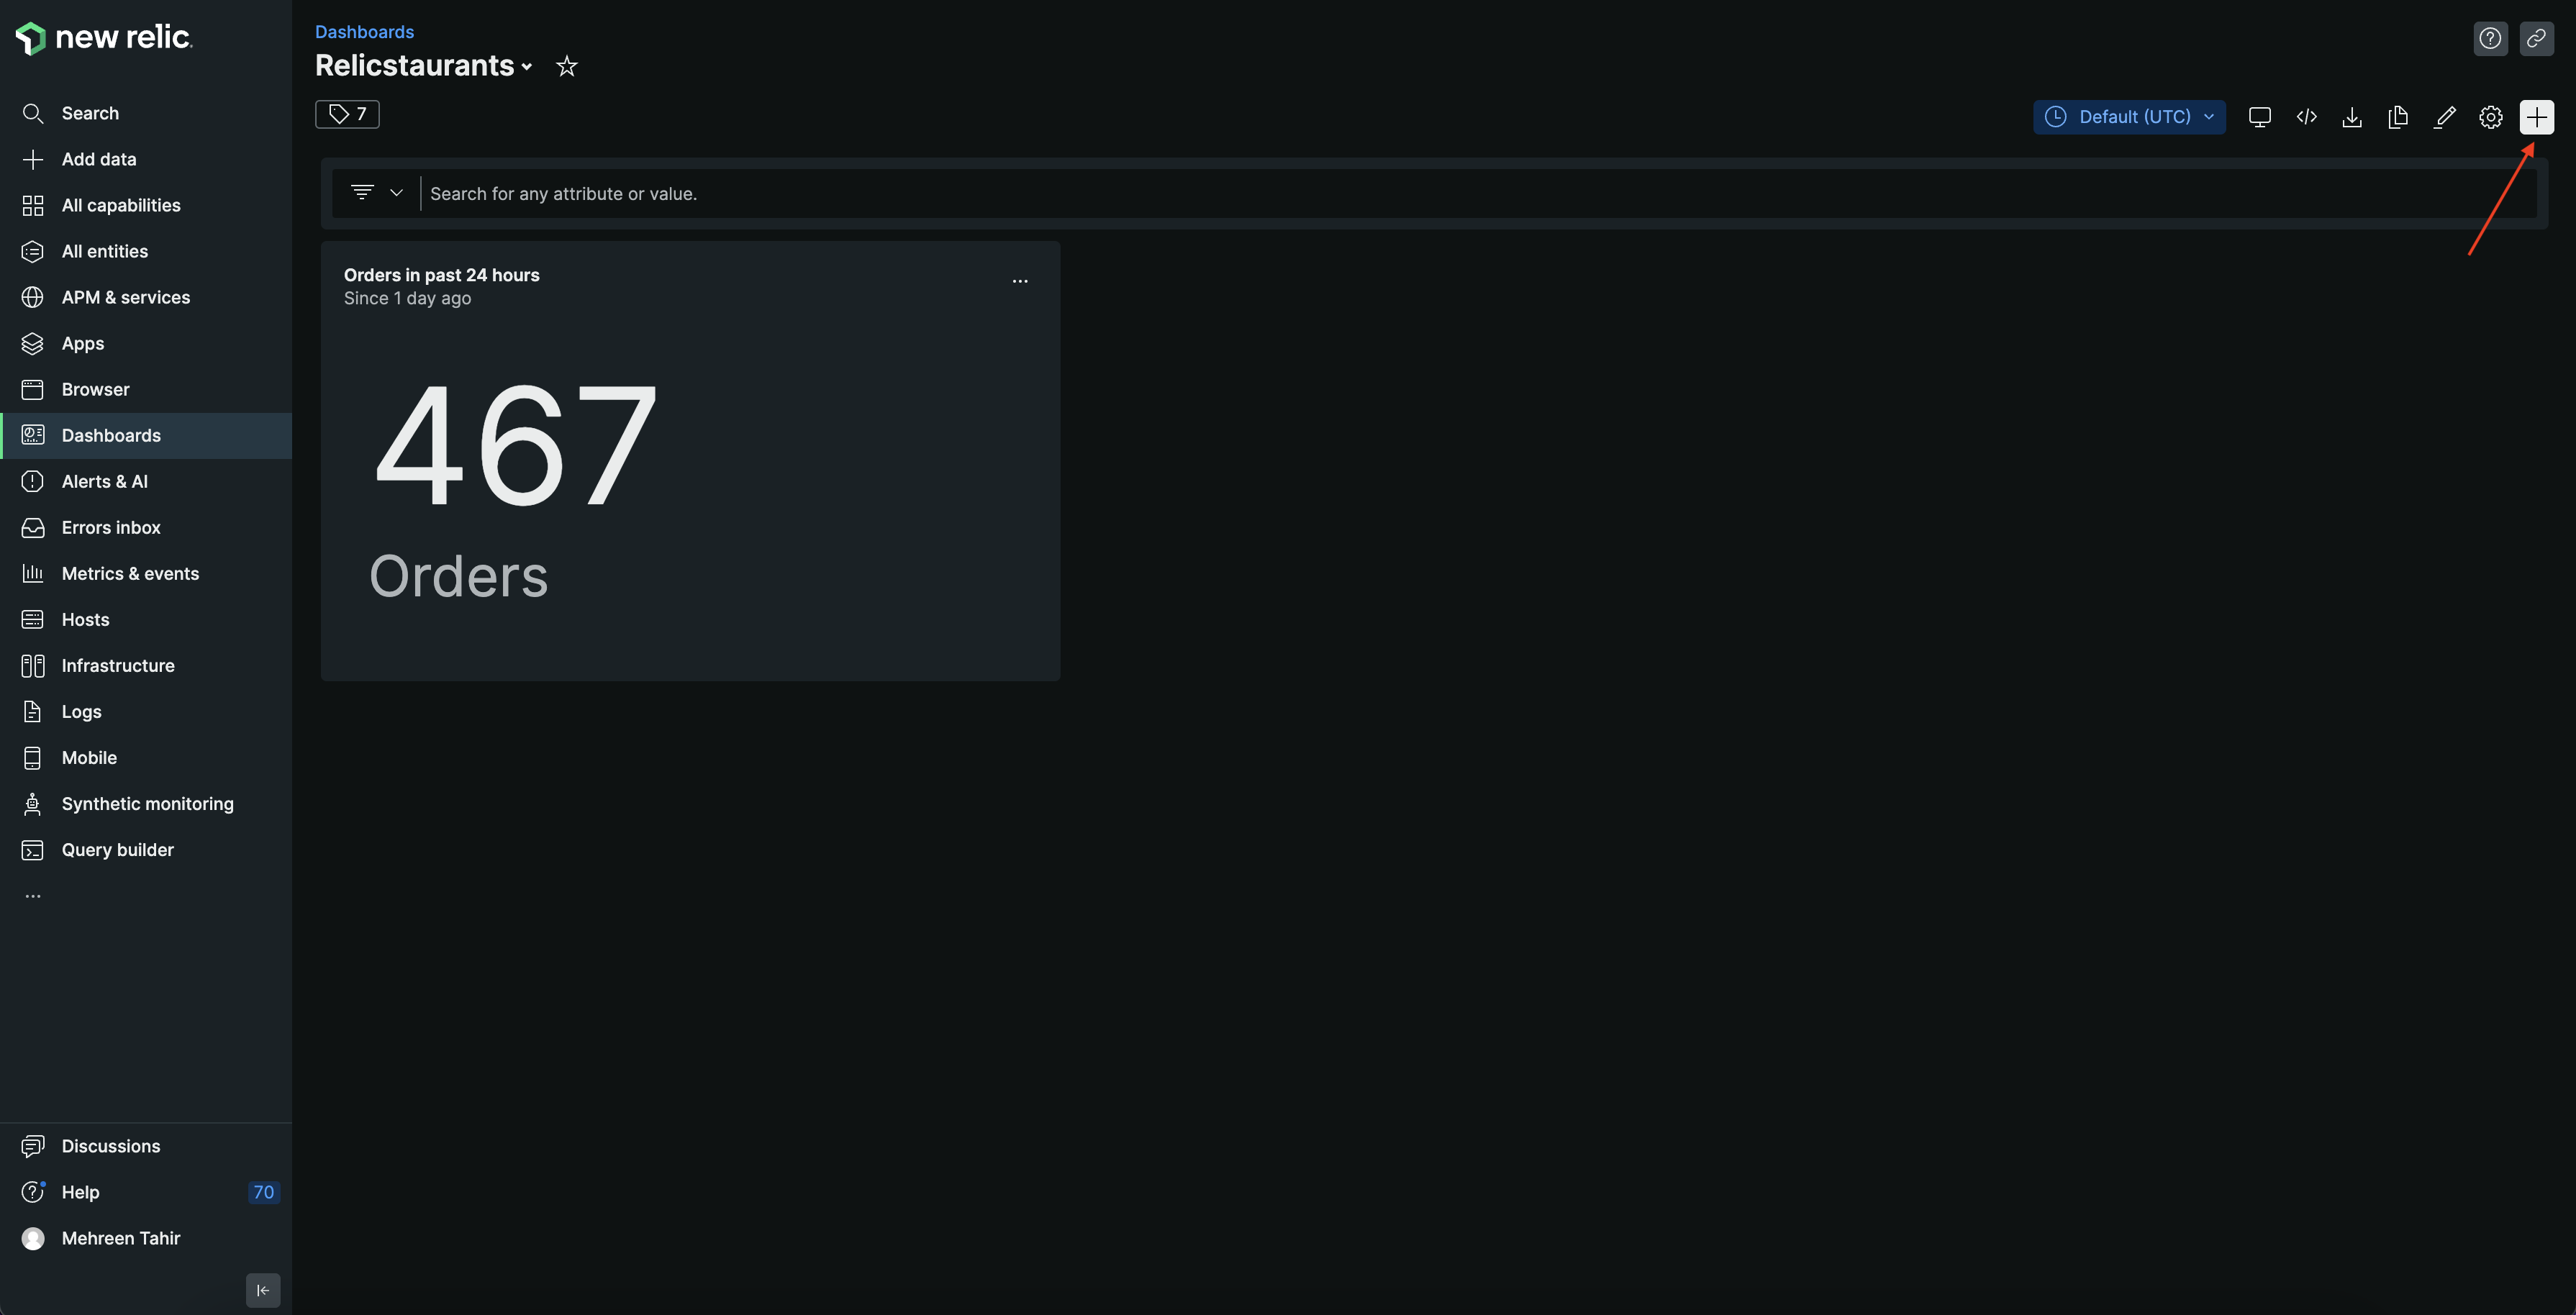 new relic.
Search
Add data
All capabilities
All entities
APM & services
Apps
Browser
Dashboards
Alerts & AI
Errors inbox
Metrics & events
Hosts
Infrastructure
Logs
Mobile
Synthetic monitoring
Query builder
...
Discussions
Help 70
Mehreen Tahir
Dashboards
Relicstaurants
7
Default (UTC)
Search for any attribute or value.
Orders in past 24 hours
Since 1 day ago
...
467
Orders